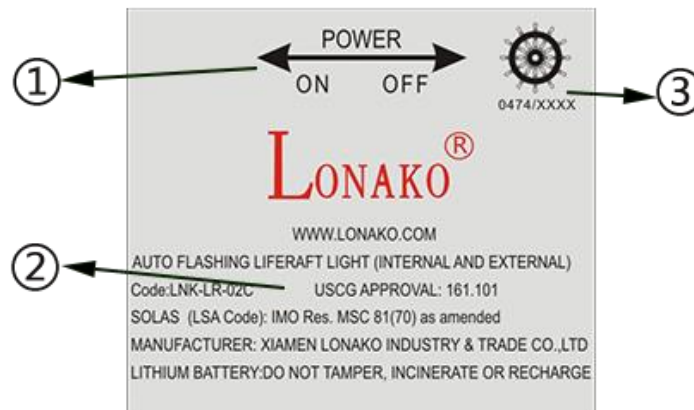 POWER
ON OFF
0474/XXXX
① ③
LONAKO®
WWW.LONAKO.COM
AUTO FLASHING LIFERAFT LIGHT (INTERNAL AND EXTERNAL)
②
Code:LNK-LR-02C USCG APPROVAL: 161.101
SOLAS (LSA Code): IMO Res. MSC 81(70) as amended
MANUFACTURER: XIAMEN LONAKO INDUSTRY & TRADE CO.,LTD
LITHIUM BATTERY:DO NOT TAMPER, INCINERATE OR RECHARGE